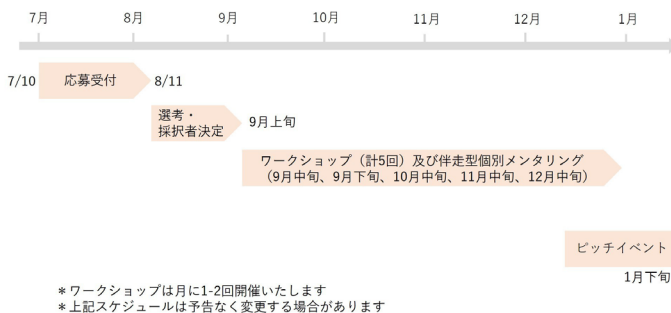 7月 8月 9月 10月 11月 12月 1月
7/10 応募受付 8/11
選考・
採択者決定 9月上旬
ワークショップ（計5回）及び伴走型個別メンタリング
（9月中旬、9月下旬、10月中旬、11月中旬、12月中旬）
ピッチイベント
1月下旬
＊ワークショップは月に1-2回開催いたします
＊上記スケジュールは予告なく変更する場合があります